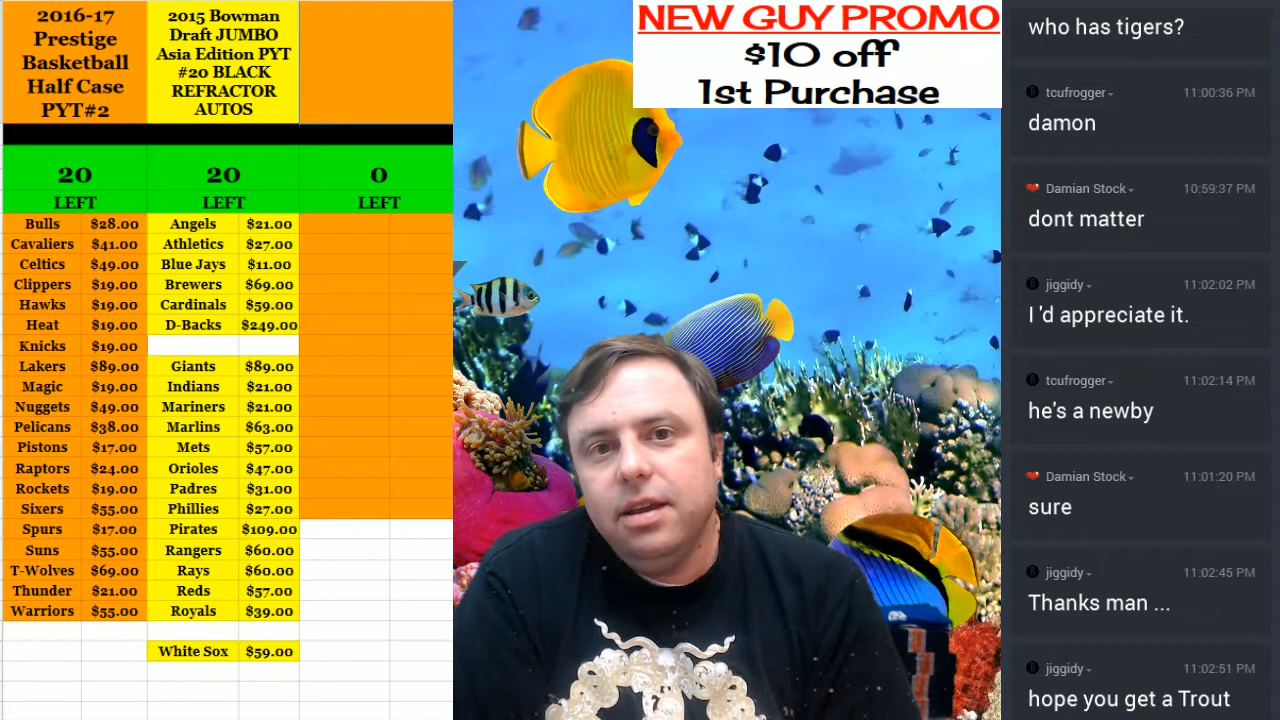 2016-17
Prestige
Basketball
Half Case
PYT#2
2015 Bowman
Draft JUMBO
Asia Edition PYT
#20 BLACK
REFRACTOR
AUTOS
20
LEFT
20
LEFT
0
LEFT
Bulls $28.00 Angels $21.00
Cavaliers $41.00 Athletics $27.00
Celtics $49.00 Blue Jays $11.00
Clippers $19.00 Brewers $69.00
Hawks $19.00 Cardinals $59.00
Heat $19.00 D-Backs $249.00
Knicks $19.00
Lakers $89.00 Giants $89.00
Magic $19.00 Indians $21.00
Nuggets $49.00 Mariners $21.00
Pelicans $38.00 Marlins $63.00
Pistons $17.00 Mets $57.00
Raptors $24.00 Orioles $47.00
Rockets $19.00 Padres $31.00
Sixers $55.00 Phillies $27.00
Spurs $17.00 Pirates $109.00
Suns $55.00 Rangers $60.00
T-Wolves $69.00 Rays $60.00
Thunder $21.00 Reds $57.00
Warriors $55.00 Royals $39.00
White Sox $59.00
NEW GUY PROMO
$10 off
1st Purchase
who has tigers?
tcufrogger 11:00:36 PM
damon
Damian Stock 10:59:37 PM
dont matter
jiggidy 11:02:02 PM
I 'd appreciate it.
tcufrogger 11:02:14 PM
he's a newby
Damian Stock 11:01:20 PM
sure
jiggidy 11:02:45 PM
Thanks man ...
jiggidy 11:02:51 PM
hope you get a Trout